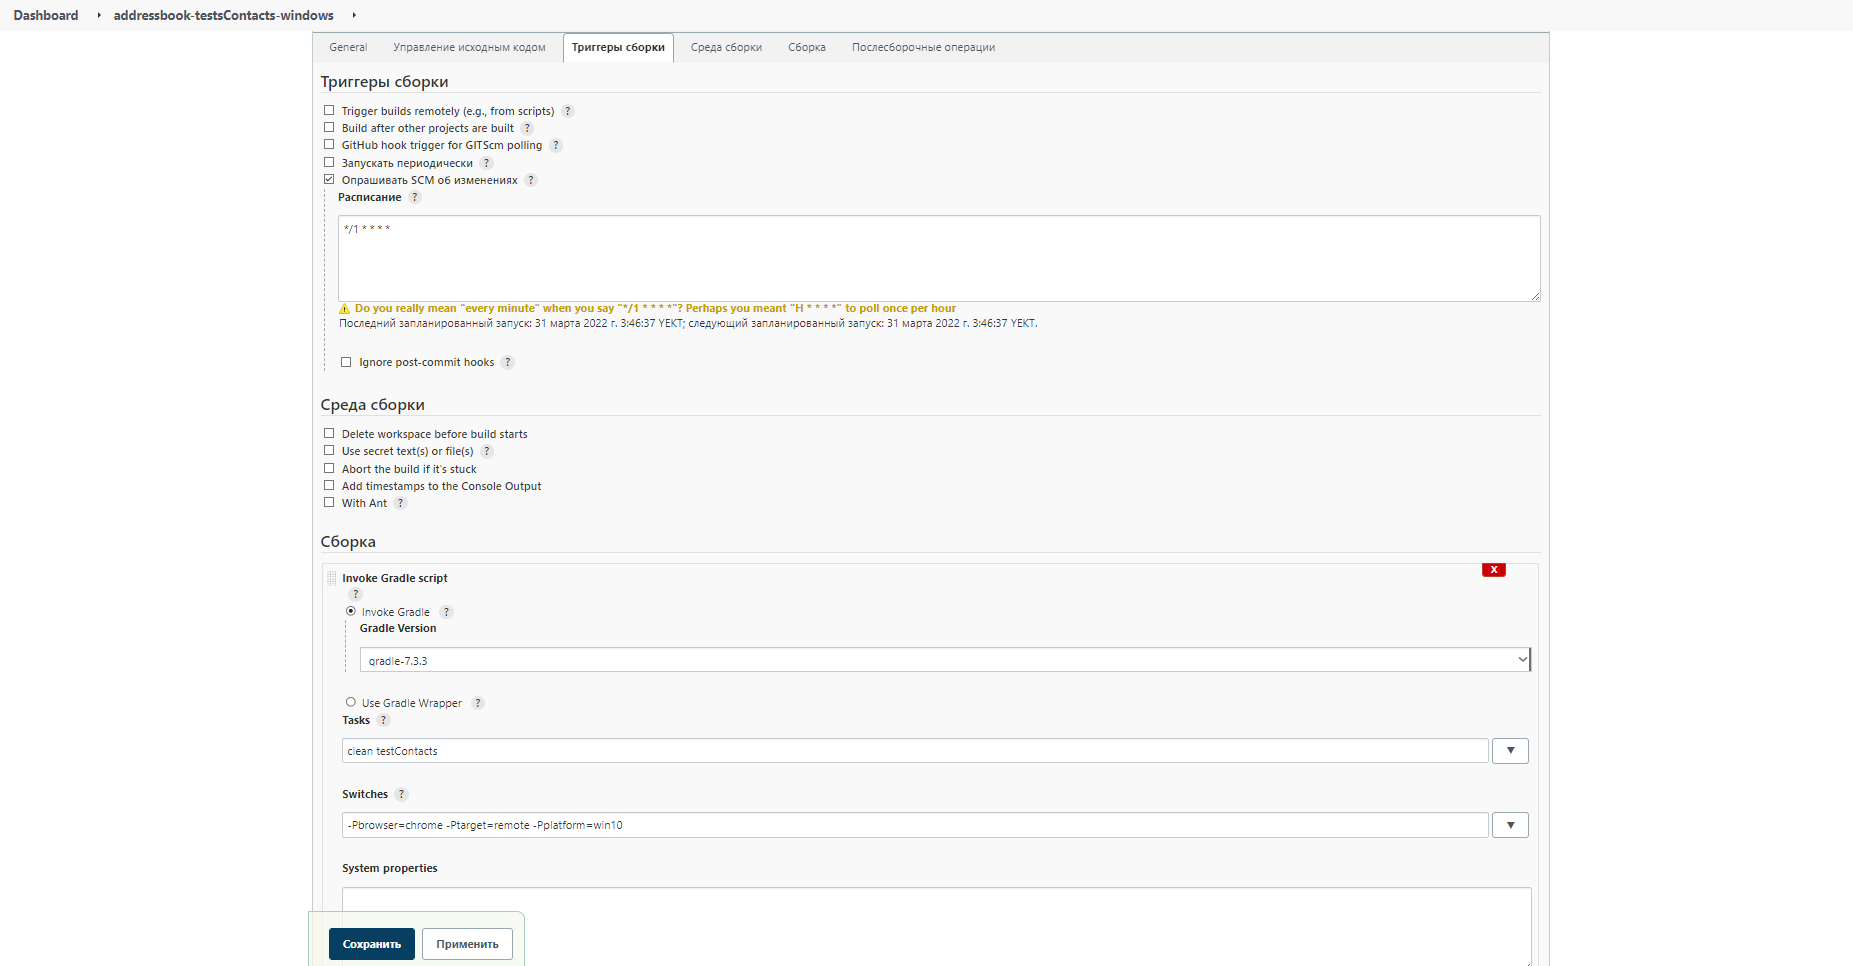 Dashboard addressbook-testsContacts-windows
General Управление исходным кодом Триггеры сборки Среда сборки Сборка Послесборочные операции
Триггеры сборки
Trigger builds remotely (e.g., from scripts) ?
Build after other projects are built ?
GitHub hook trigger for GITScm polling ?
Запускать периодически ?
Опрашивать SCM об изменениях ?
Расписание ?
*/1 * * * *
Do you really mean "every minute" when you say "*/1 * * * *"? Perhaps you meant "H * * * *" to poll once per hour
Последний запланированный запуск: 31 марта 2022 г. 3:46:37 YEKT; следующий запланированный запуск: 31 марта 2022 г. 3:46:37 YEKT.
Ignore post-commit hooks ?
Среда сборки
Delete workspace before build starts
Use secret text(s) or file(s) ?
Abort the build if it's stuck
Add timestamps to the Console Output
With Ant ?
Сборка
X
Invoke Gradle script
?
Invoke Gradle ?
Gradle Version
gradle-7.3.3
Use Gradle Wrapper ?
Tasks ?
clean testContacts
Switches ?
-Pbrowser=chrome -Ptarget=remote -Pplatform=win10
System properties
Сохранить Применить